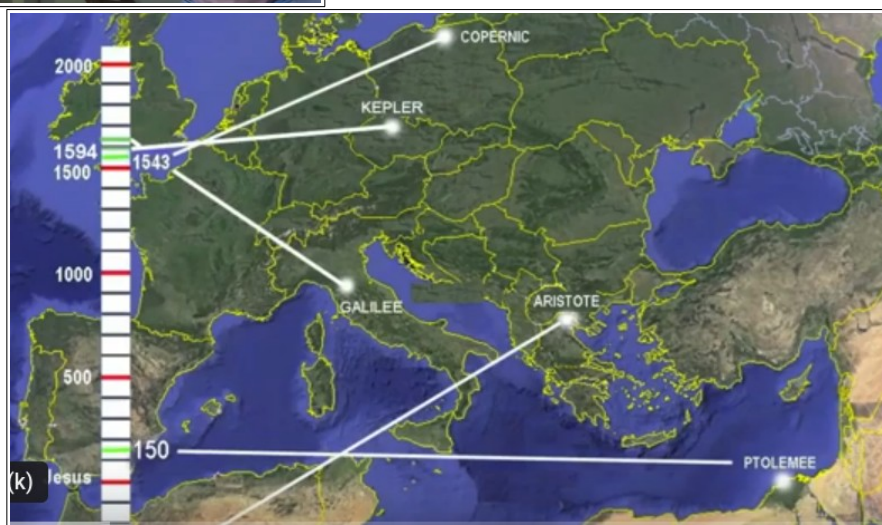 2000
COPERNIC
KEPLER
1594
1543
1500
1000
GALILEE
ARISTOTE
500
150
PTOLEMEE
Jesus
(k)